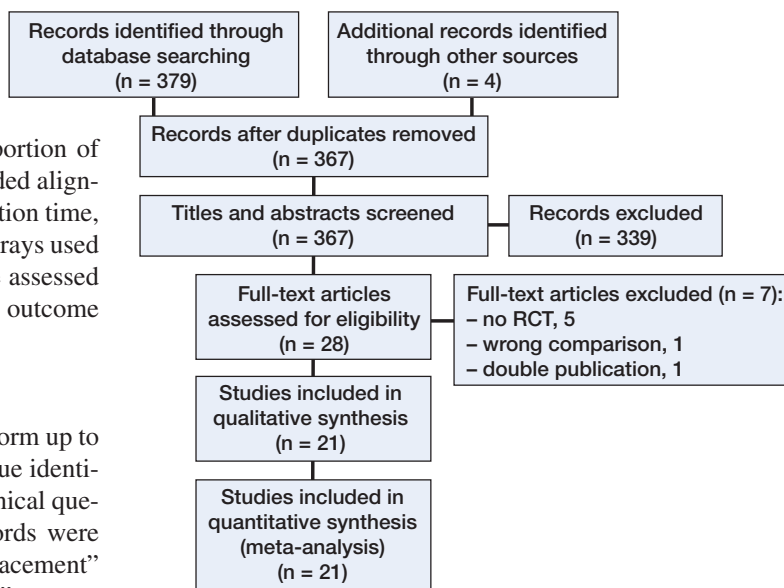 Records identified through
database searching
(n = 379)
Additional records identified
through other sources
(n = 4)
Records after duplicates removed
(n = 367)
Titles and abstracts screened
(n = 367)
Records excluded
(n = 339)
Full-text articles
assessed for eligibility
(n = 28)
Full-text articles excluded (n = 7):
– no RCT, 5
– wrong comparison, 1
– double publication, 1
Studies included in
qualitative synthesis
(n = 21)
Studies included in
quantitative synthesis
(meta-analysis)
(n = 21)
portion of
ded align-
tion time,
rays used
assessed
outcome
orm up to
ue identi-
nical que-
ords were
acement”